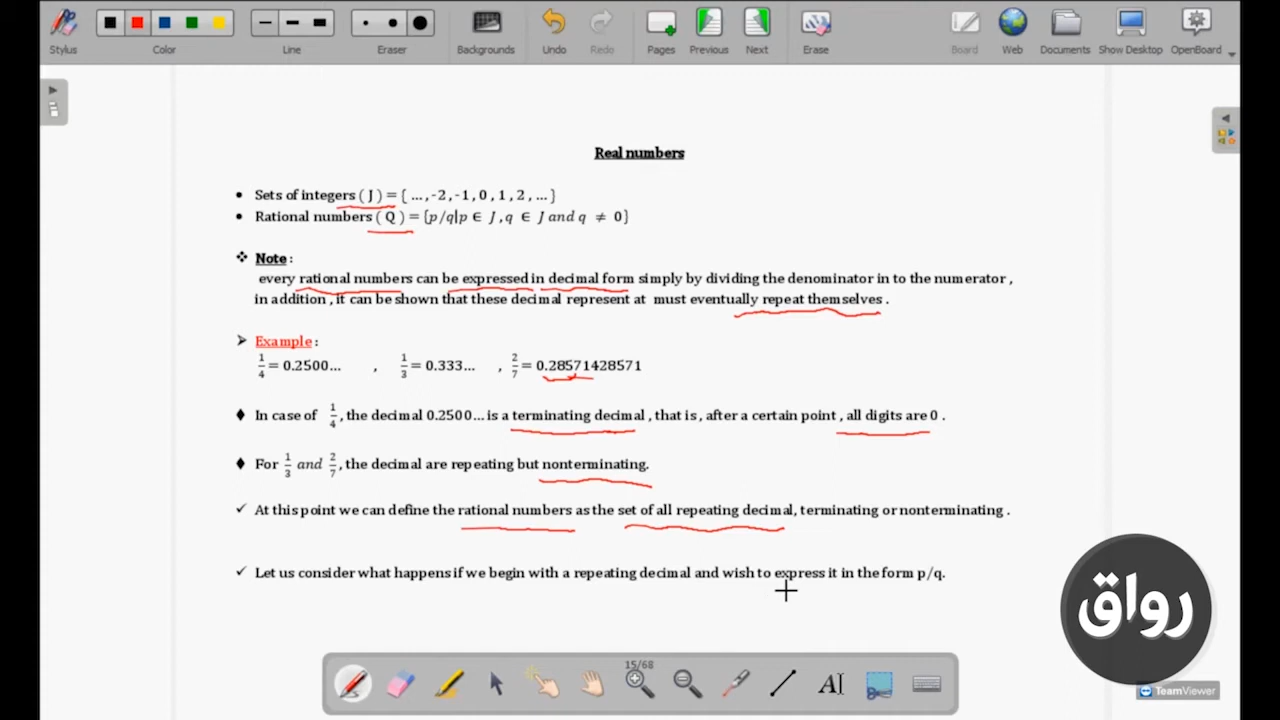 Stylus Color Line Eraser Backgrounds Undo Redo Pages Previous Next Erase Board Web Documents Show Desktop OpenBoard
Real numbers
• Sets of integers ( J ) = { ... , -2 , -1 , 0 , 1 , 2 , ... }
• Rational numbers ( Q ) = {p/q|p ∈ J , q ∈ J and q ≠ 0}
❖ Note :
every rational numbers can be expressed in decimal form simply by dividing the denominator in to the numerator ,
in addition , it can be shown that these decimal represent at must eventually repeat themselves .
➤ Example :
1/4 = 0.2500... , 1/3 = 0.333... , 2/7 = 0.28571428571
♦ In case of 1/4 , the decimal 0.2500... is a terminating decimal , that is , after a certain point , all digits are 0 .
♦ For 1/3 and 2/7 , the decimal are repeating but nonterminating.
✓ At this point we can define the rational numbers as the set of all repeating decimal, terminating or nonterminating .
✓ Let us consider what happens if we begin with a repeating decimal and wish to express it in the form p/q.
رواق
15/68
TeamViewer